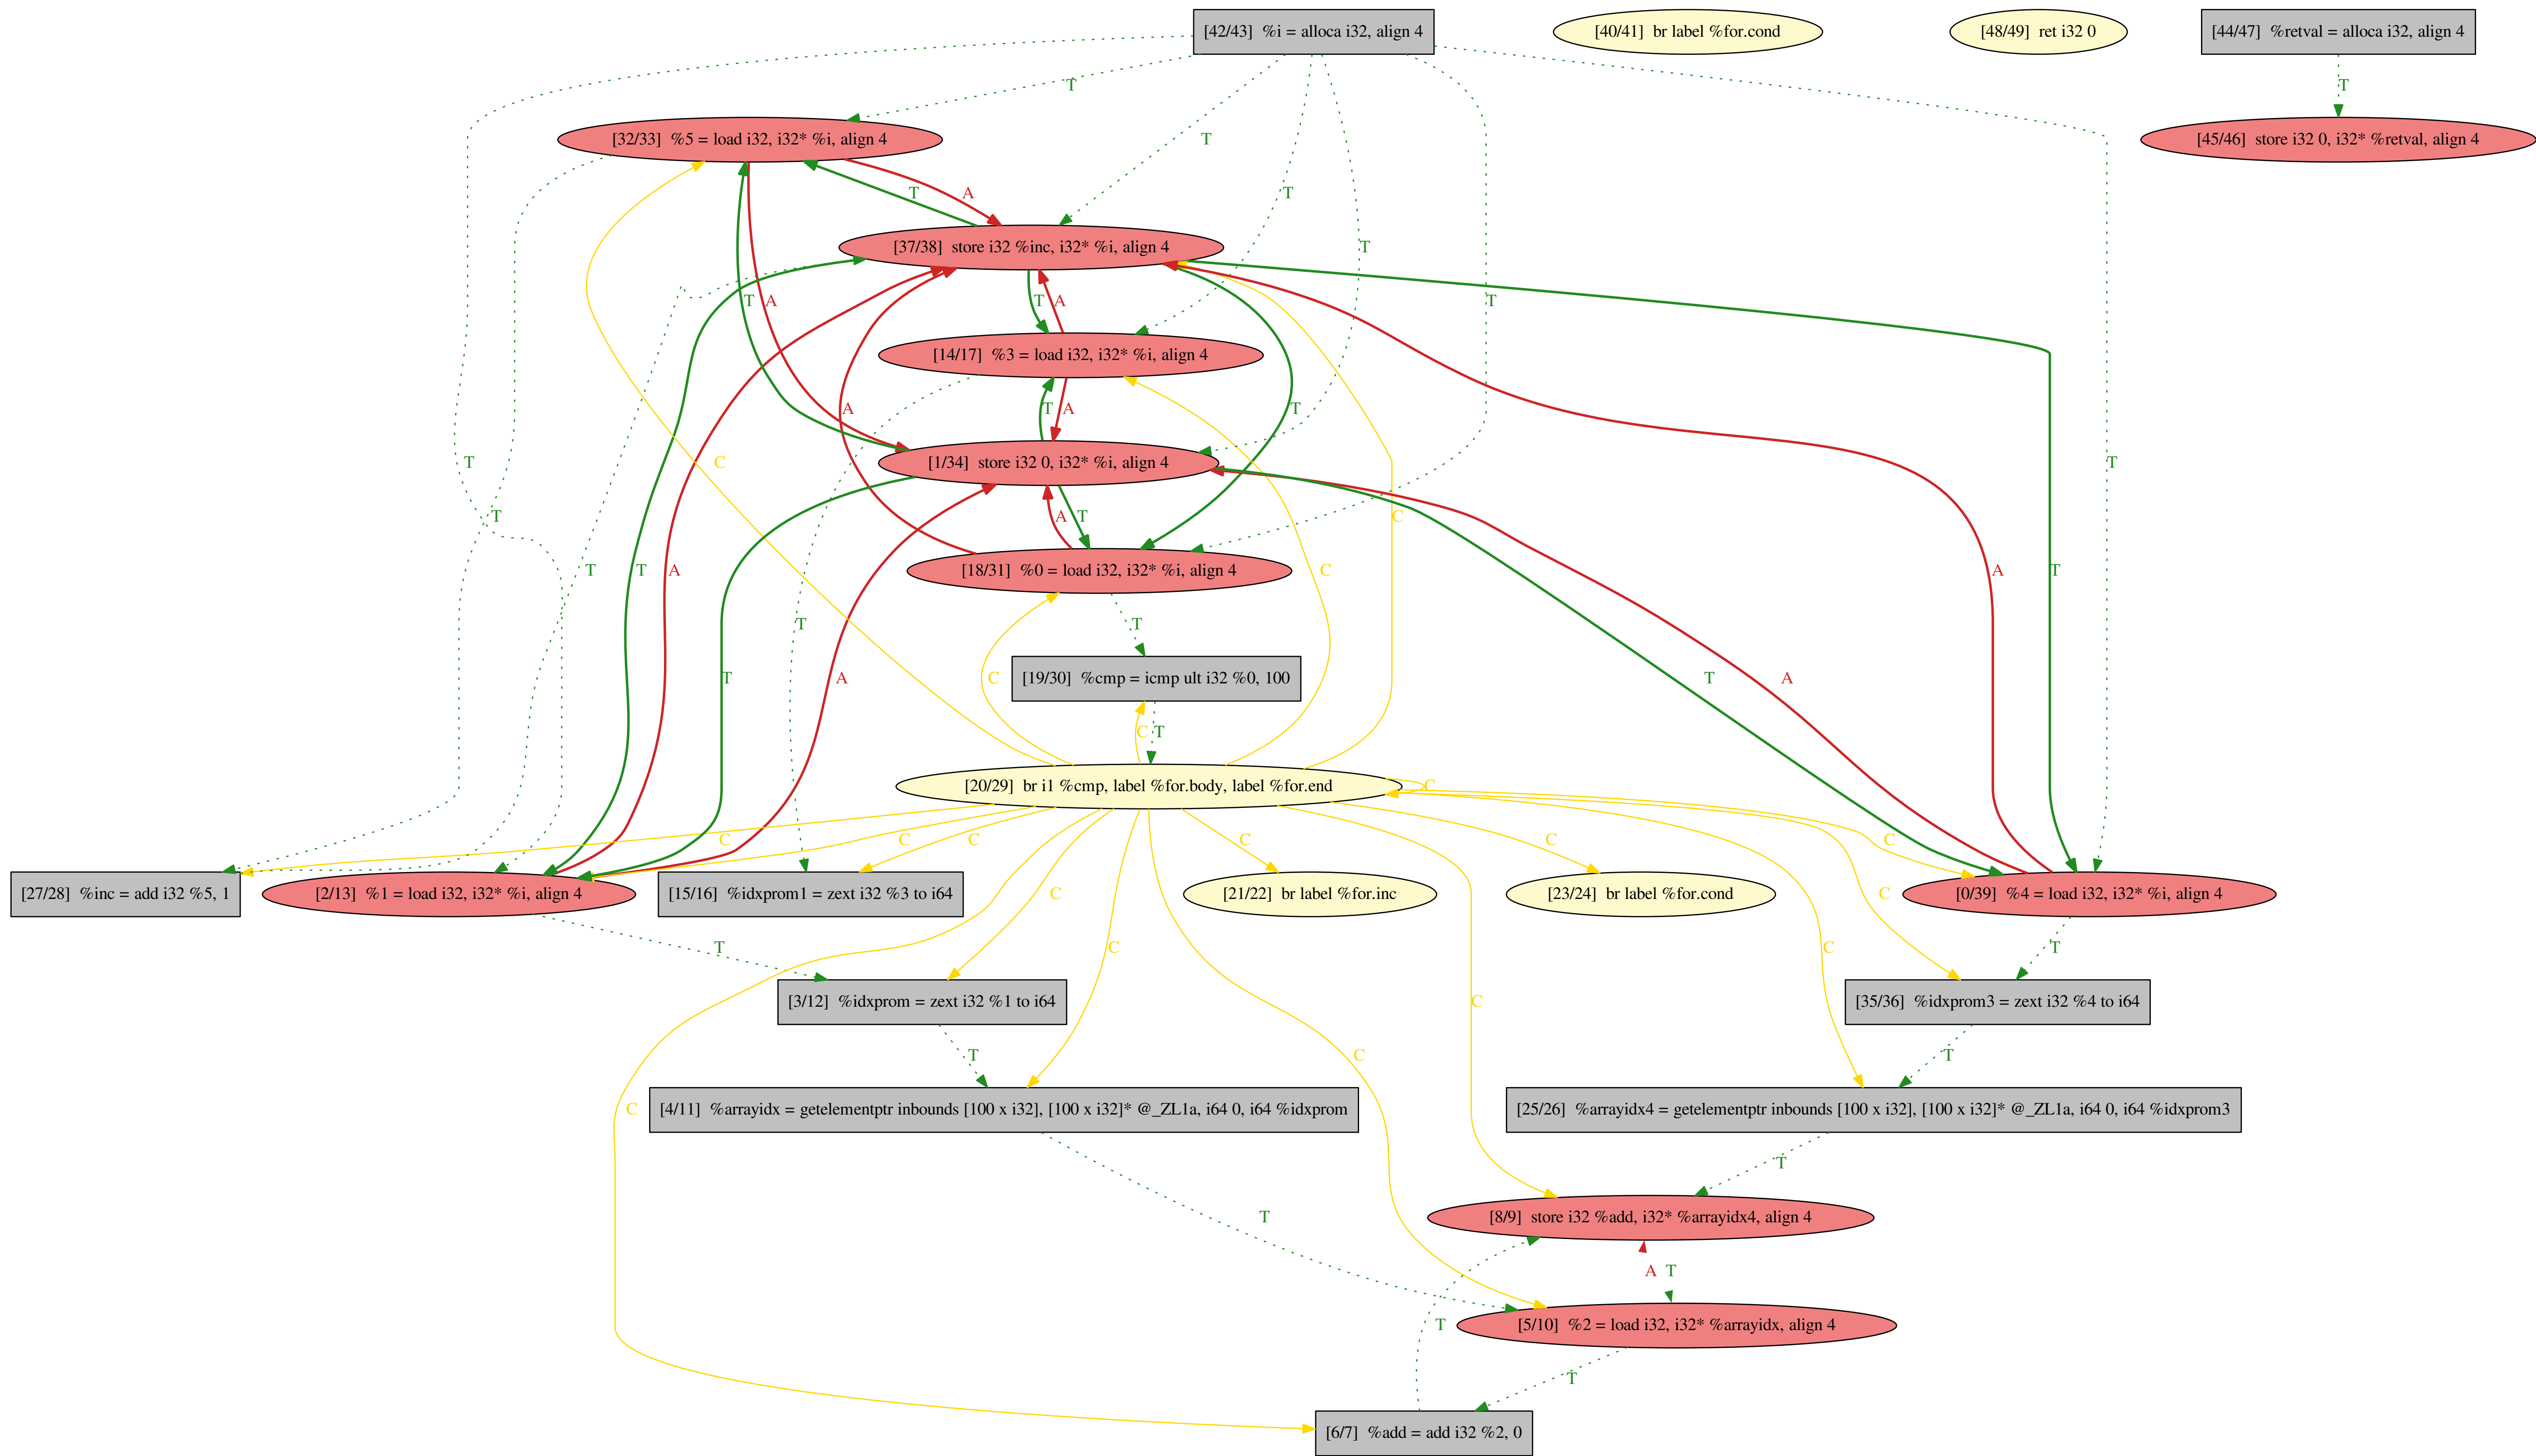 [42/43]  %i = alloca i32, align 4
[40/41]  br label %for.cond
[48/49]  ret i32 0
[44/47]  %retval = alloca i32, align 4
T
T
[32/33]  %5 = load i32, i32* %i, align 4
T
[45/46]  store i32 0, i32* %retval, align 4
T
A
T
[37/38]  store i32 %inc, i32* %i, align 4
T
T
A
T
A
T
[14/17]  %3 = load i32, i32* %i, align 4
A
T
A
T
[1/34]  store i32 0, i32* %i, align 4
T
C
T
T
A
T
C
[18/31]  %0 = load i32, i32* %i, align 4
T
T
A
C
A
T
T
T
[19/30]  %cmp = icmp ult i32 %0, 100
T
A
C
T
A
C
T
[20/29]  br i1 %cmp, label %for.body, label %for.end
C
C
C
C
C
C
C
[27/28]  %inc = add i32 %5, 1
[2/13]  %1 = load i32, i32* %i, align 4
[15/16]  %idxprom1 = zext i32 %3 to i64
[21/22]  br label %for.inc
[23/24]  br label %for.cond
[0/39]  %4 = load i32, i32* %i, align 4
C
C
T
C
C
T
[3/12]  %idxprom = zext i32 %1 to i64
C
[35/36]  %idxprom3 = zext i32 %4 to i64
T
C
T
C
[4/11]  %arrayidx = getelementptr inbounds [100 x i32], [100 x i32]* @_ZL1a, i64 0, i64 %idxprom
[25/26]  %arrayidx4 = getelementptr inbounds [100 x i32], [100 x i32]* @_ZL1a, i64 0, i64 %idxprom3
T
T
[8/9]  store i32 %add, i32* %arrayidx4, align 4
A
T
T
[5/10]  %2 = load i32, i32* %arrayidx, align 4
T
[6/7]  %add = add i32 %2, 0